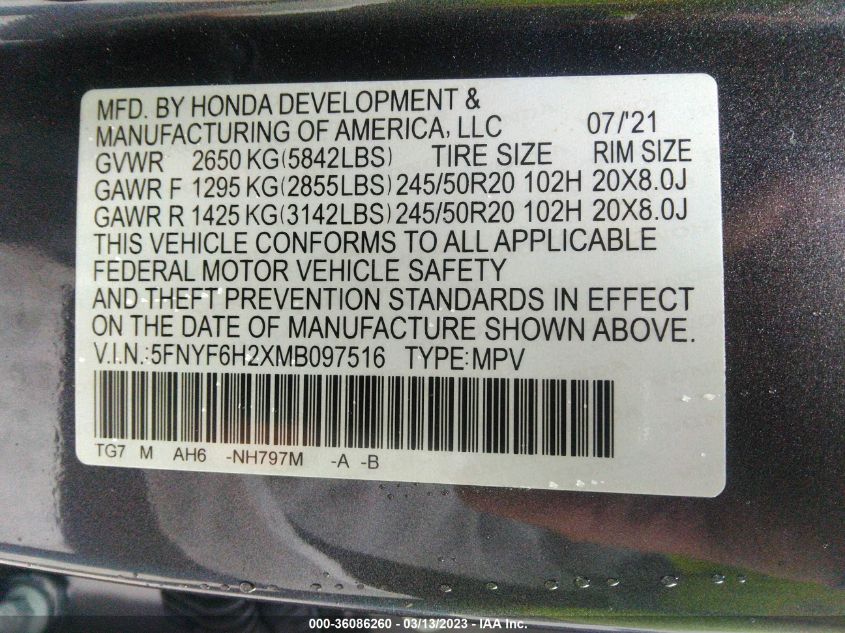 MFD. BY HONDA DEVELOPMENT &
MANUFACTURING OF AMERICA, LLC 07/'21
GVWR 2650 KG(5842LBS) TIRE SIZE RIM SIZE
GAWR F 1295 KG(2855LBS) 245/50R20 102H 20X8.0J
GAWR R 1425 KG(3142LBS) 245/50R20 102H 20X8.0J
THIS VEHICLE CONFORMS TO ALL APPLICABLE
FEDERAL MOTOR VEHICLE SAFETY
AND THEFT PREVENTION STANDARDS IN EFFECT
ON THE DATE OF MANUFACTURE SHOWN ABOVE.
V.I.N.:5FNYF6H2XMB097516 TYPE:MPV
TG7 M AH6 -NH797M -A -B
000-36086260 - 03/13/2023 - IAA Inc.